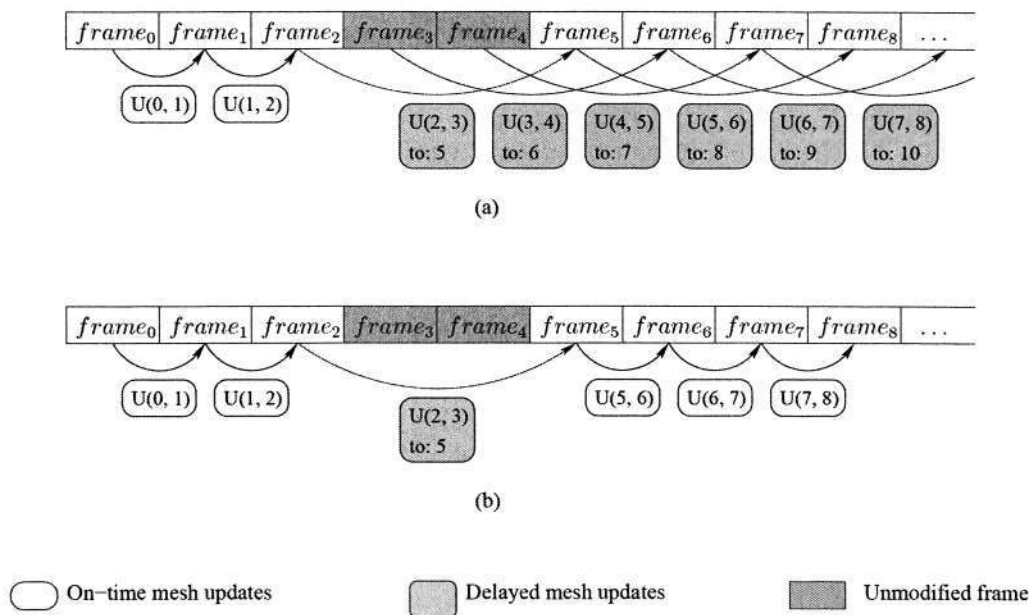 frame₀ frame₁ frame₂ frame₃ frame₄ frame₅ frame₆ frame₇ frame₈ ...
U(0, 1) U(1, 2)
U(2, 3) U(3, 4) U(4, 5) U(5, 6) U(6, 7) U(7, 8)
to: 5 to: 6 to: 7 to: 8 to: 9 to: 10
(a)
frame₀ frame₁ frame₂ frame₃ frame₄ frame₅ frame₆ frame₇ frame₈ ...
U(0, 1) U(1, 2) U(5, 6) U(6, 7) U(7, 8)
U(2, 3)
to: 5
(b)
On−time mesh updates Delayed mesh updates Unmodified frame